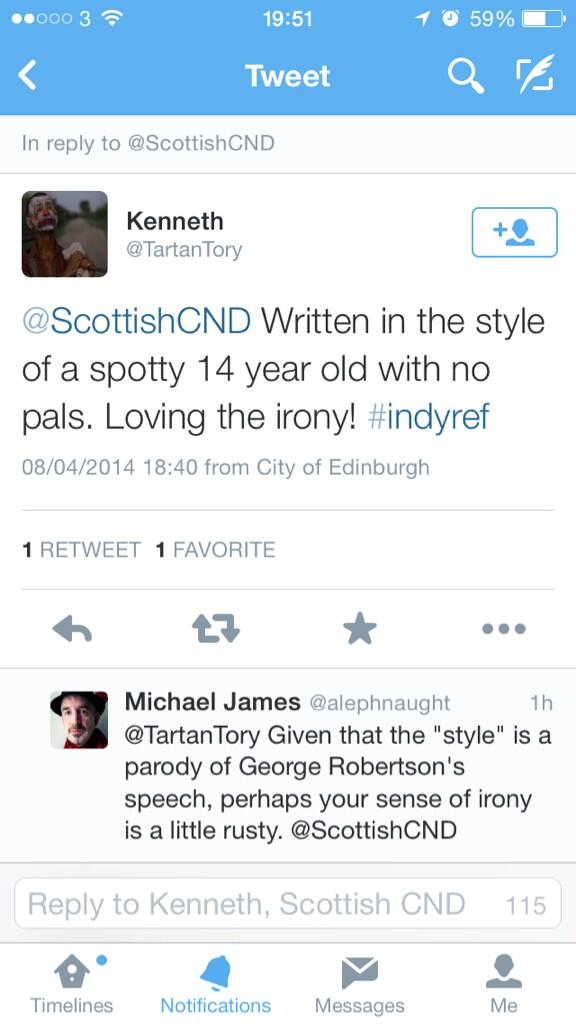 3 19:51 59%
Tweet
In reply to @ScottishCND
Kenneth
@TartanTory
@ScottishCND Written in the style
of a spotty 14 year old with no
pals. Loving the irony! #indyref
08/04/2014 18:40 from City of Edinburgh
1 RETWEET 1 FAVORITE
Michael James @alephnaught 1h
@TartanTory Given that the "style" is a
parody of George Robertson's
speech, perhaps your sense of irony
is a little rusty. @ScottishCND
Reply to Kenneth, Scottish CND 115
Timelines Notifications Messages Me